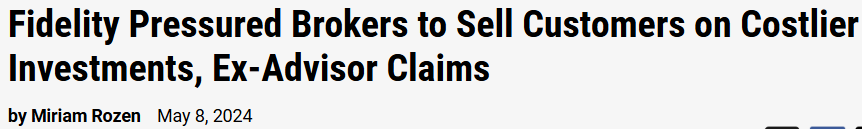 Fidelity Pressured Brokers to Sell Customers on Costlier
Investments, Ex-Advisor Claims
by Miriam Rozen May 8, 2024